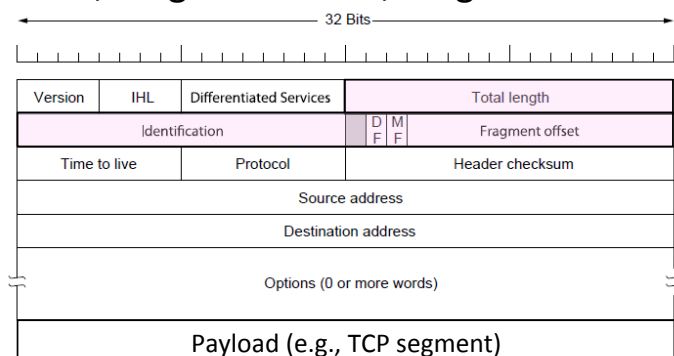 32 Bits
Version IHL Differentiated Services Total length
Identification D F M F Fragment offset
Time to live Protocol Header checksum
Source address
Destination address
Options (0 or more words)
Payload (e.g., TCP segment)